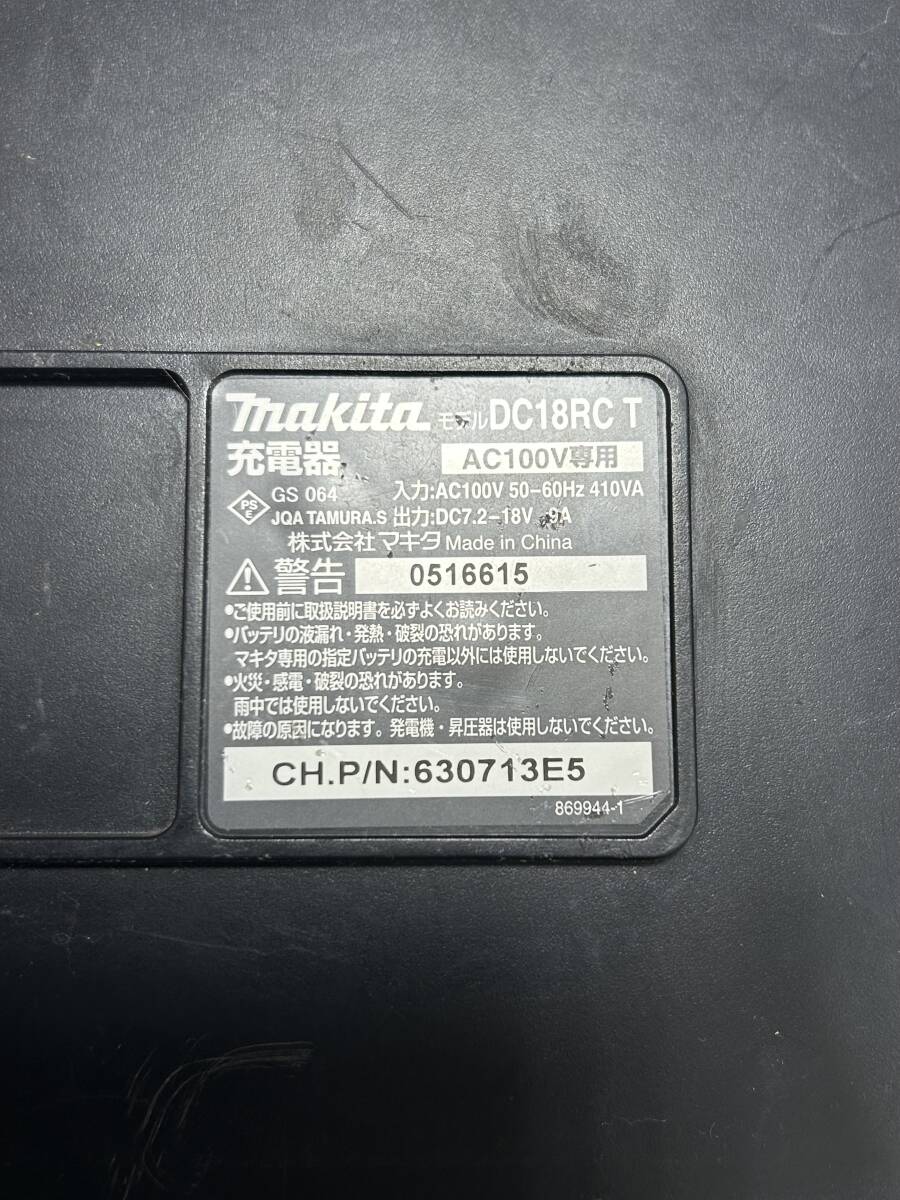 makita モデル DC18RC T
充電器 AC100V専用
PSE GS 064 入力:AC100V 50-60Hz 410VA
JQA TAMURA.S 出力:DC7.2-18V 9A
株式会社マキタ Made in China
警告 0516615
•ご使用前に取扱説明書を必ずよくお読みください。
•バッテリの液漏れ・発熱・破裂の恐れがあります。
マキタ専用の指定バッテリの充電以外には使用しないでください。
•火災・感電・破裂の恐れがあります。
雨中では使用しないでください。
•故障の原因になります。発電機・昇圧器は使用しないでください。
CH.P/N:630713E5
869944-1